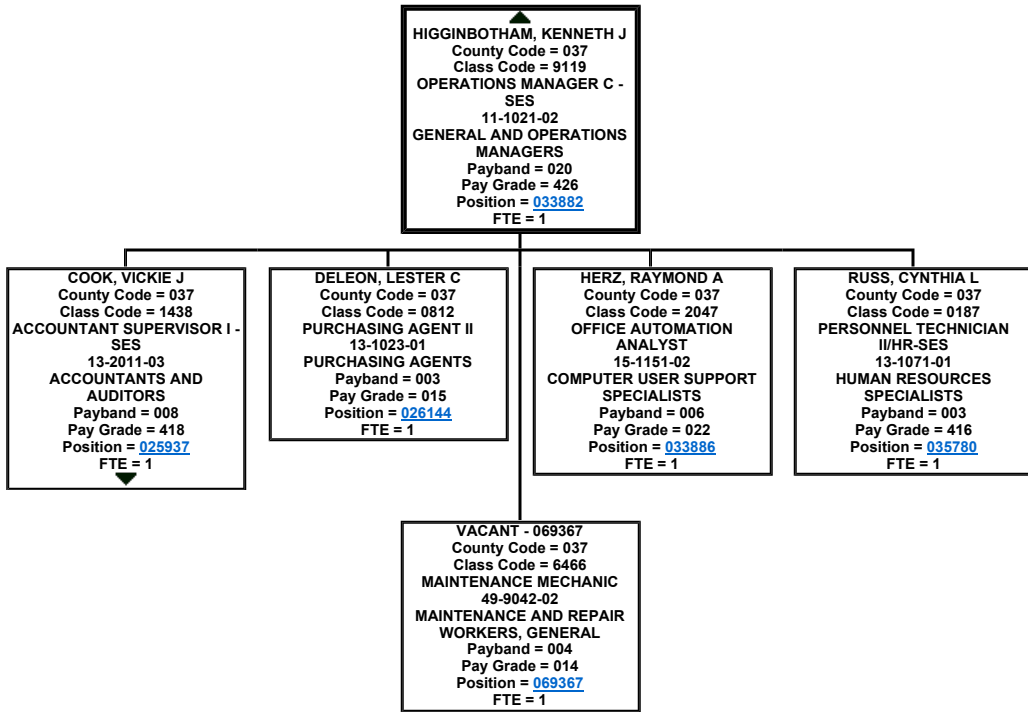 HIGGINBOTHAM, KENNETH J
County Code = 037
Class Code = 9119
OPERATIONS MANAGER C -
SES
11-1021-02
GENERAL AND OPERATIONS
MANAGERS
Payband = 020
Pay Grade = 426
Position = 033882
FTE = 1
COOK, VICKIE J
County Code = 037
Class Code = 1438
ACCOUNTANT SUPERVISOR I -
SES
13-2011-03
ACCOUNTANTS AND
AUDITORS
Payband = 008
Pay Grade = 418
Position = 025937
FTE = 1
DELEON, LESTER C
County Code = 037
Class Code = 0812
PURCHASING AGENT II
13-1023-01
PURCHASING AGENTS
Payband = 003
Pay Grade = 015
Position = 026144
FTE = 1
HERZ, RAYMOND A
County Code = 037
Class Code = 2047
OFFICE AUTOMATION
ANALYST
15-1151-02
COMPUTER USER SUPPORT
SPECIALISTS
Payband = 006
Pay Grade = 022
Position = 033886
FTE = 1
RUSS, CYNTHIA L
County Code = 037
Class Code = 0187
PERSONNEL TECHNICIAN
II/HR-SES
13-1071-01
HUMAN RESOURCES
SPECIALISTS
Payband = 003
Pay Grade = 416
Position = 035780
FTE = 1
VACANT - 069367
County Code = 037
Class Code = 6466
MAINTENANCE MECHANIC
49-9042-02
MAINTENANCE AND REPAIR
WORKERS, GENERAL
Payband = 004
Pay Grade = 014
Position = 069367
FTE = 1